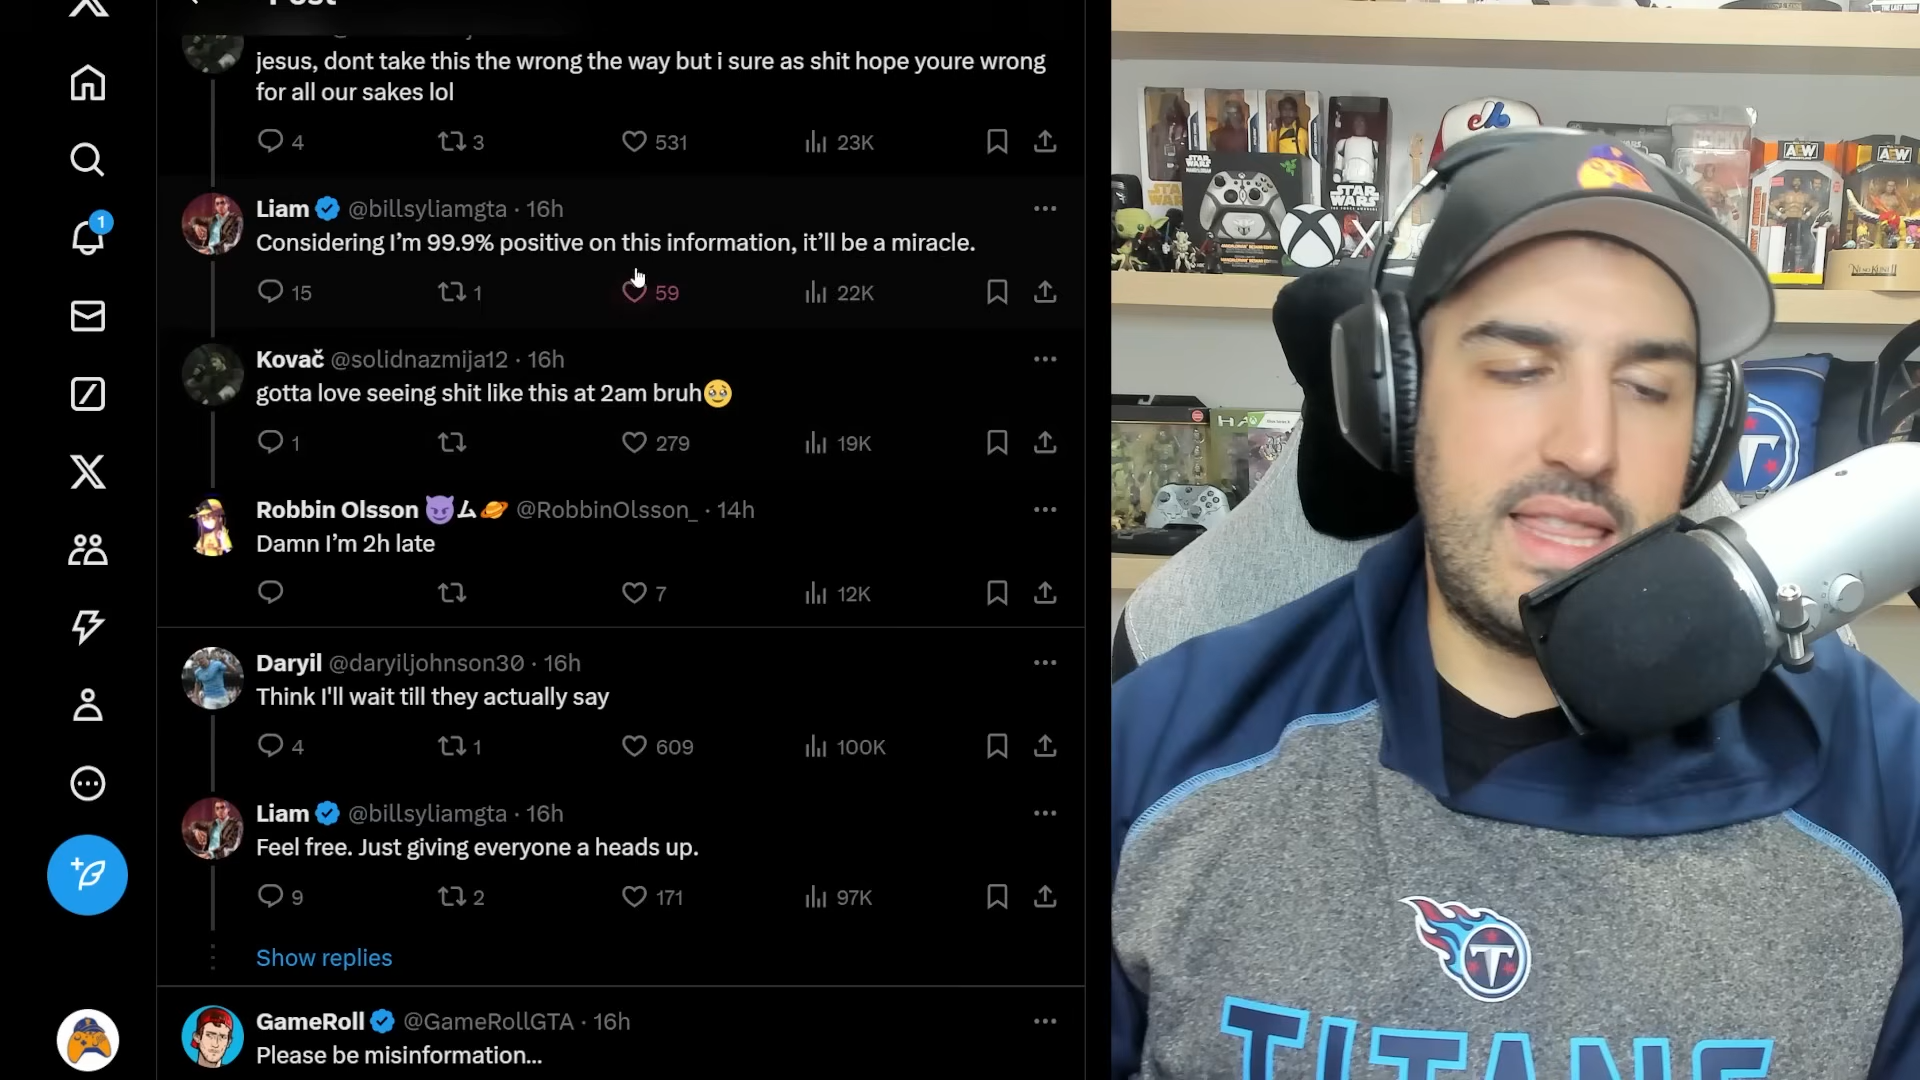 jesus, dont take this the wrong the way but i sure as shit hope youre wrong
for all our sakes lol
4 3 531 23K
Liam @billsyliamgta · 16h
Considering I’m 99.9% positive on this information, it’ll be a miracle.
15 1 59 22K
Kovač @solidnazmija12 · 16h
gotta love seeing shit like this at 2am bruh🥹
1 279 19K
Robbin Olsson 😈ム🪐 @RobbinOlsson_ · 14h
Damn I’m 2h late
7 12K
Daryil @daryiljohnson30 · 16h
Think I'll wait till they actually say
4 1 609 100K
Liam @billsyliamgta · 16h
Feel free. Just giving everyone a heads up.
9 2 171 97K
Show replies
GameRoll @GameRollGTA · 16h
Please be misinformation...
1
STAR
WARS
STAR
WARS
ROCKY
AEW
AEW
X
T
TITANS